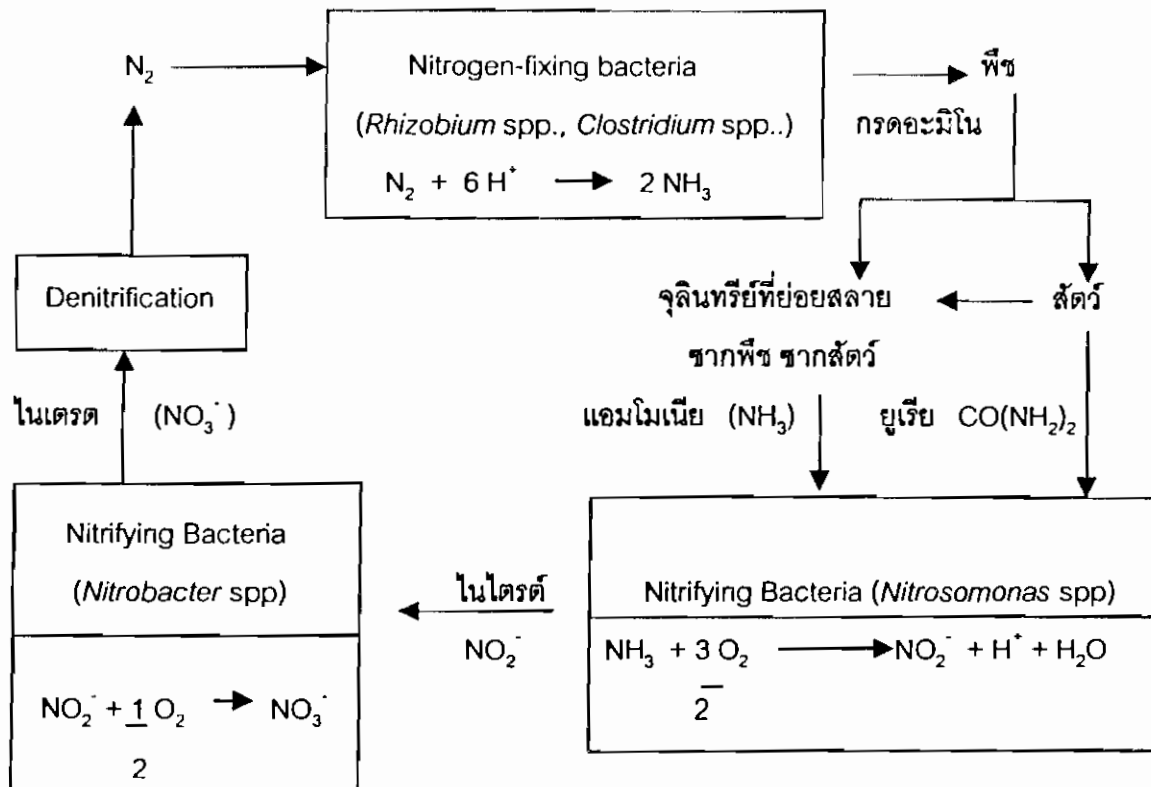 N₂
Nitrogen-fixing bacteria
(Rhizobium spp., Clostridium spp..)
N₂ + 6 H⁺ → 2 NH₃
พืช
กรดอะมิโน
Denitrification
จุลินทรีย์ที่ย่อยสลาย
ซากพืช ซากสัตว์
สัตว์
ไนเตรต (NO₃⁻)
แอมโมเนีย (NH₃)
ยูเรีย CO(NH₂)₂
Nitrifying Bacteria
(Nitrobacter spp)
NO₂⁻ + 1 O₂ → NO₃⁻
2
ไนไตรต์
NO₂⁻
Nitrifying Bacteria (Nitrosomonas spp)
NH₃ + 3 O₂ → NO₂⁻ + H⁺ + H₂O
2